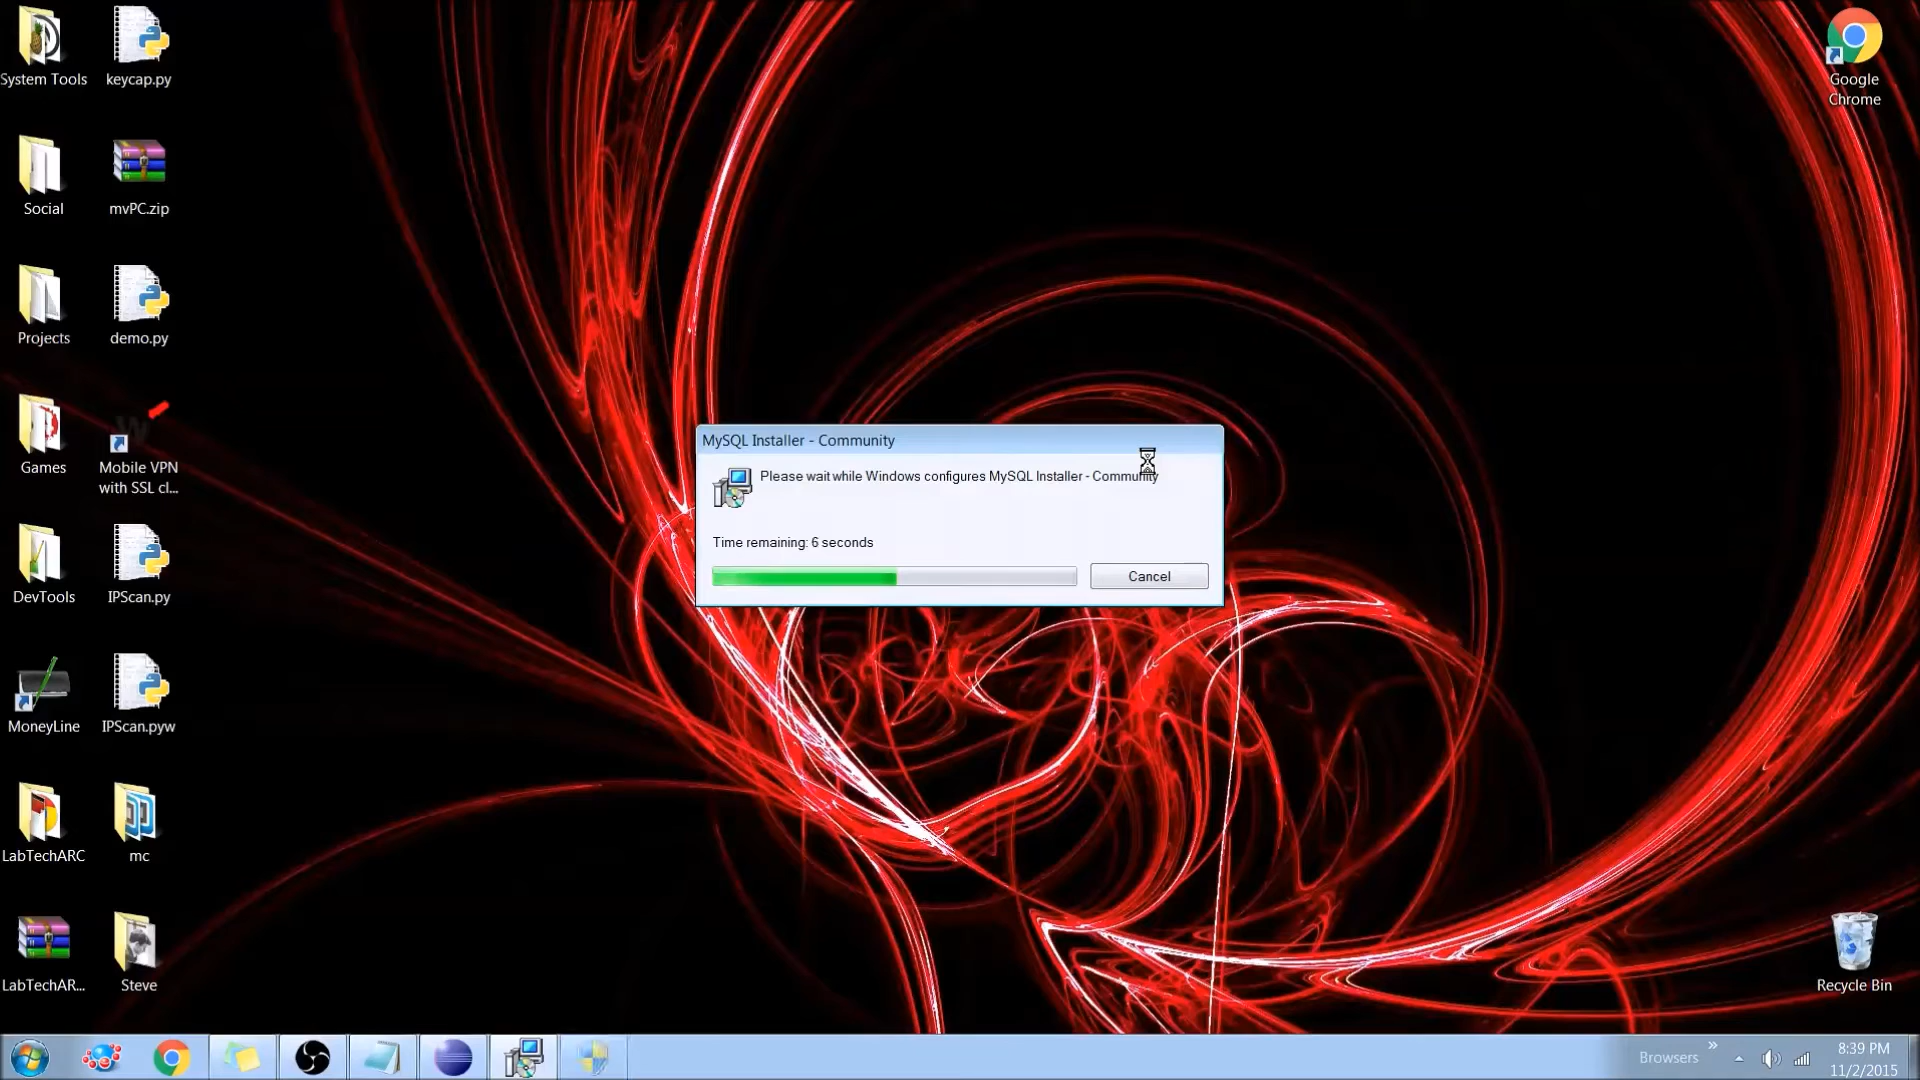 System Tools
keycap.py
Google
Chrome
Social
mvPC.zip
Projects
demo.py
Games
Mobile VPN
with SSL cl...
MySQL Installer - Community
Please wait while Windows configures MySQL Installer - Community
Time remaining: 6 seconds
Cancel
DevTools
IPScan.py
MoneyLine
IPScan.pyw
LabTechARC
mc
LabTechAR...
Steve
Recycle Bin
Browsers
8:39 PM
11/2/2015